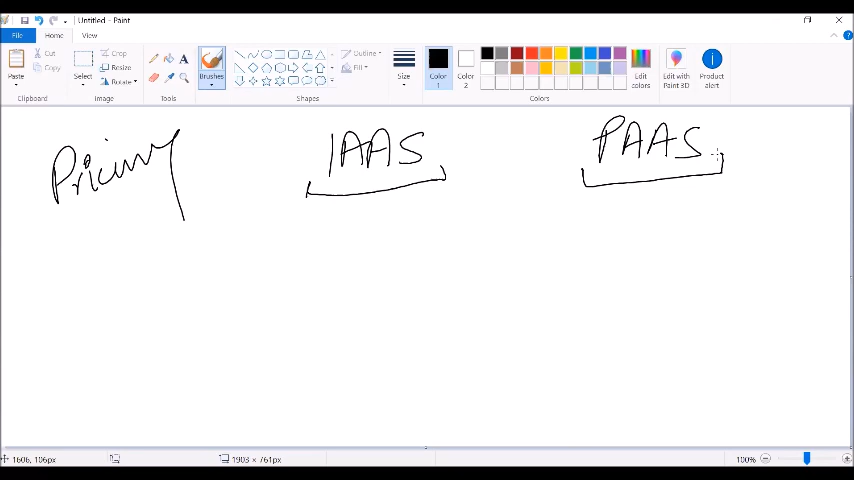 Untitled - Paint
File Home View
Paste
Cut
Copy
Clipboard
Select
Crop
Resize
Rotate
Image
Tools
Brushes
Outline
Fill
Shapes
Size
Color 1
Color 2
Edit colors
Colors
Edit with Paint 3D
Product alert
Pricing IAAS PAAS
1606, 106px
1903 × 761px
100%